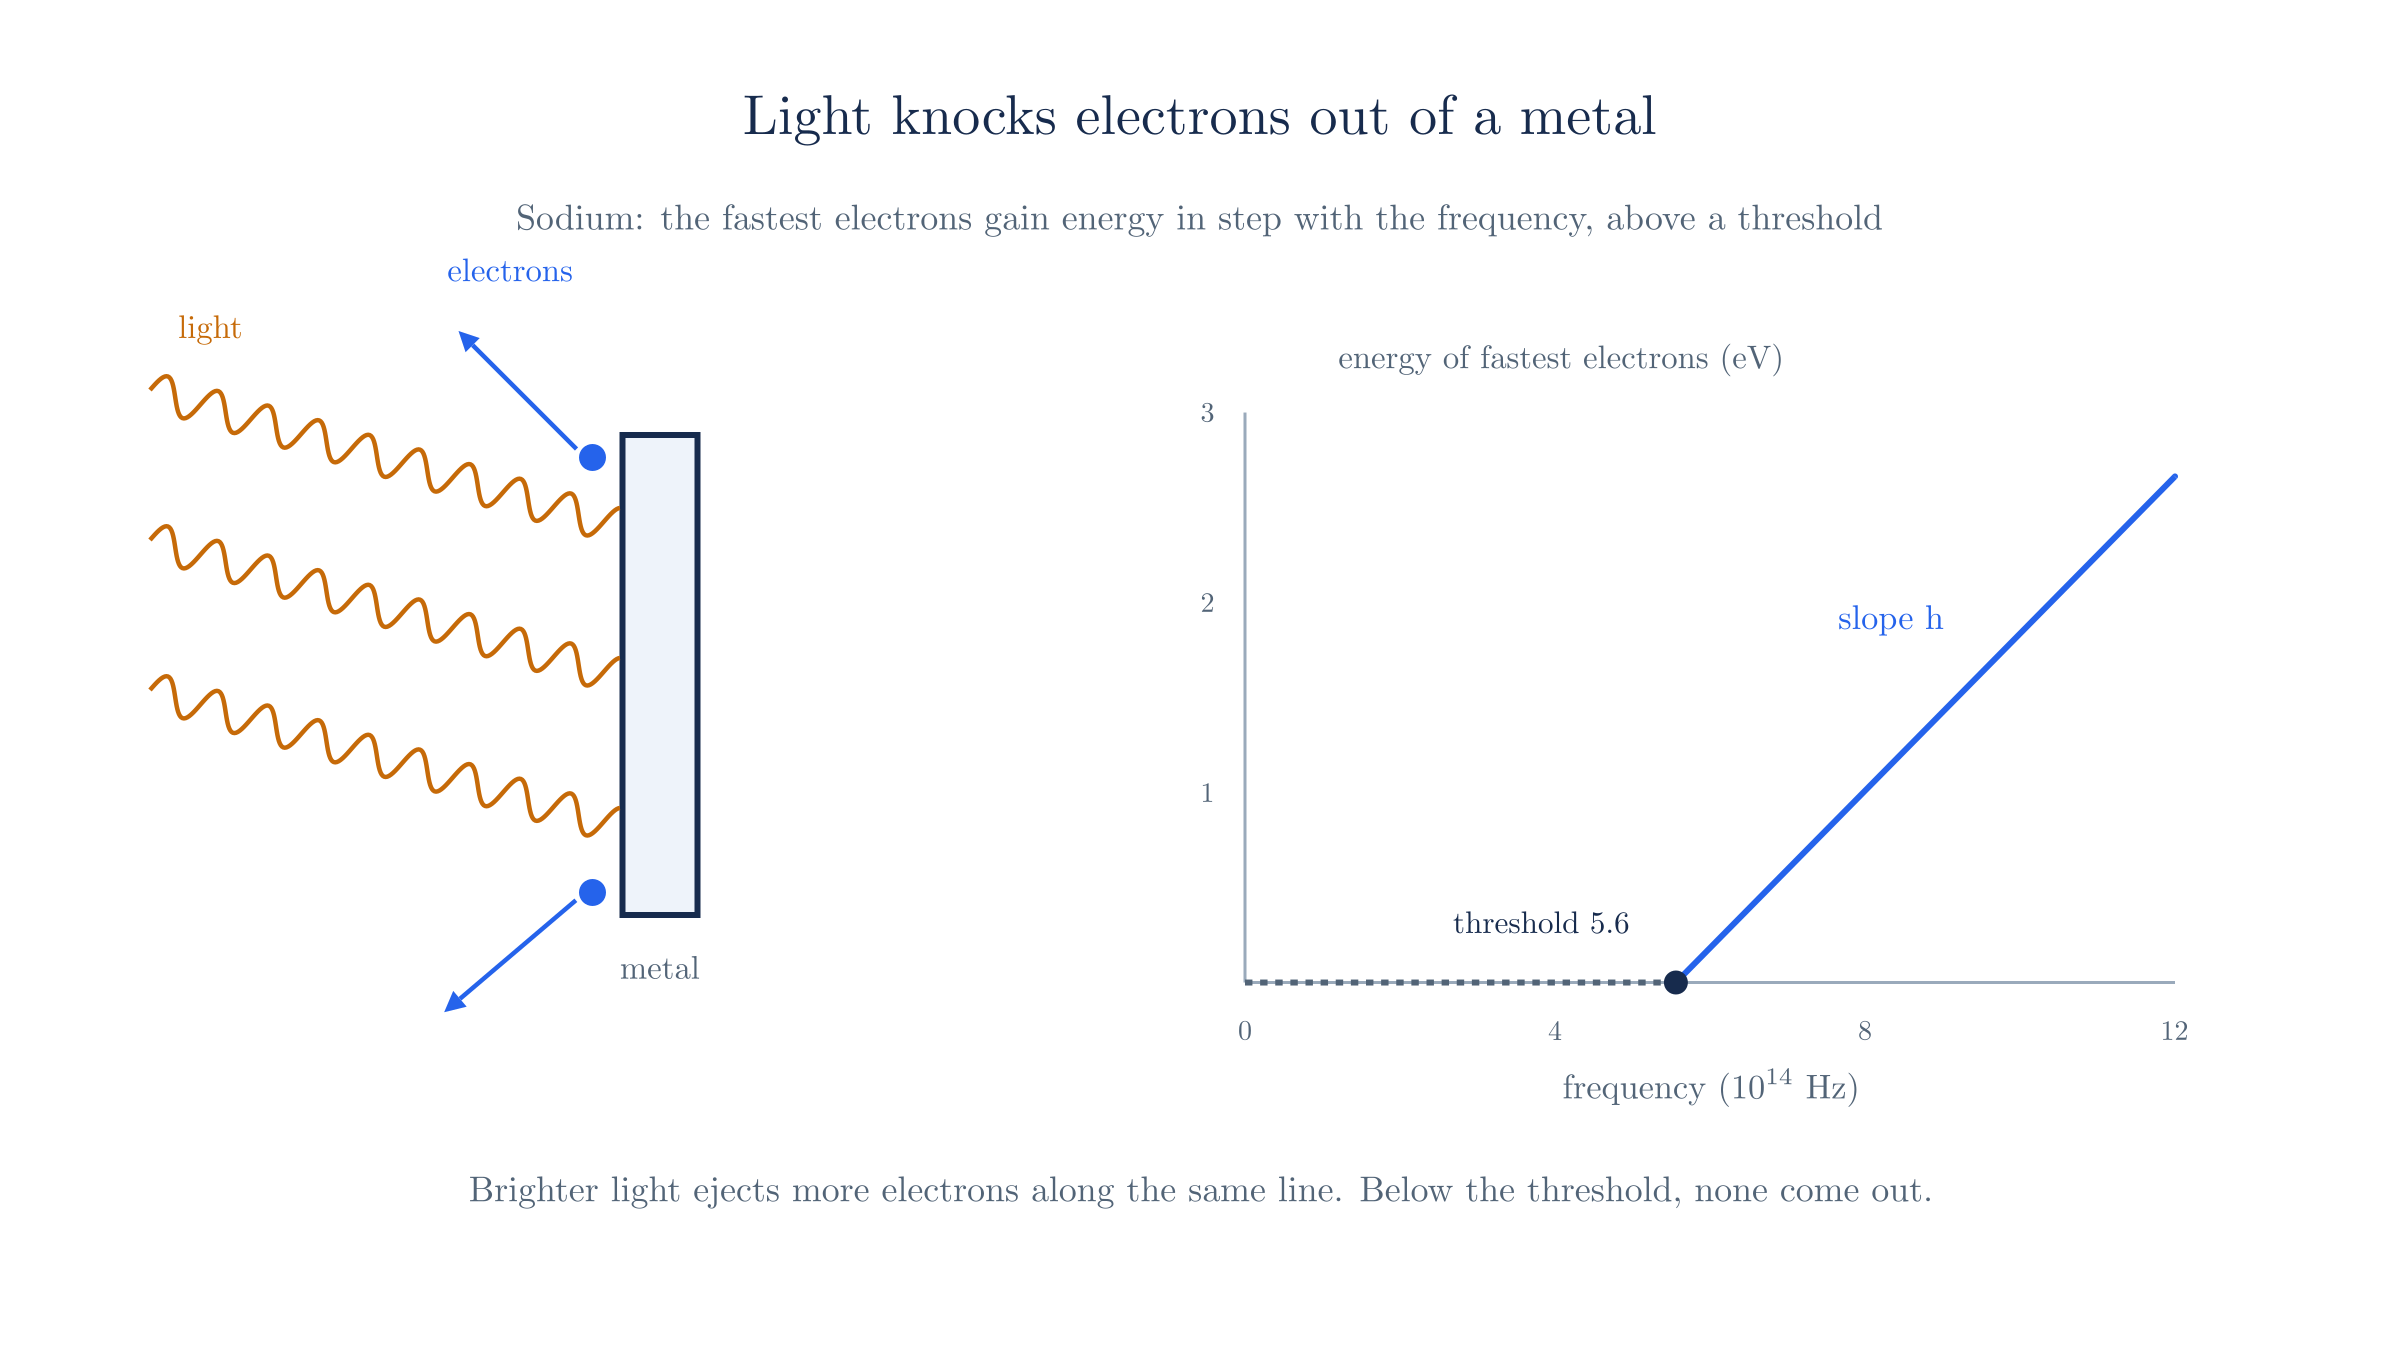 Light knocks electrons out of a metal
Sodium: the fastest electrons gain energy in step with the frequency, above a threshold
electrons
light
metal
energy of fastest electrons (eV)
3
2
1
slope h
threshold 5.6
0 4 8 12
frequency (10¹⁴ Hz)
Brighter light ejects more electrons along the same line. Below the threshold, none come out.